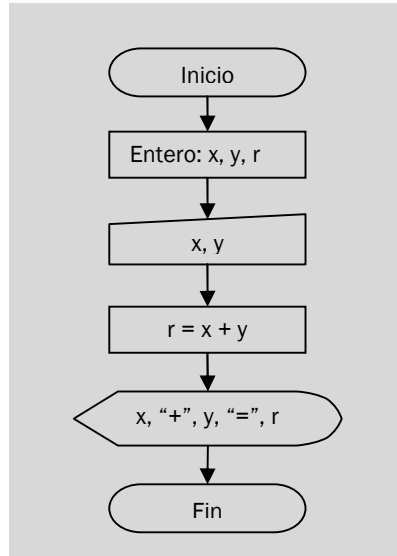 Inicio
Entero: x, y, r
x, y
r = x + y
x, “+”, y, “=”, r
Fin